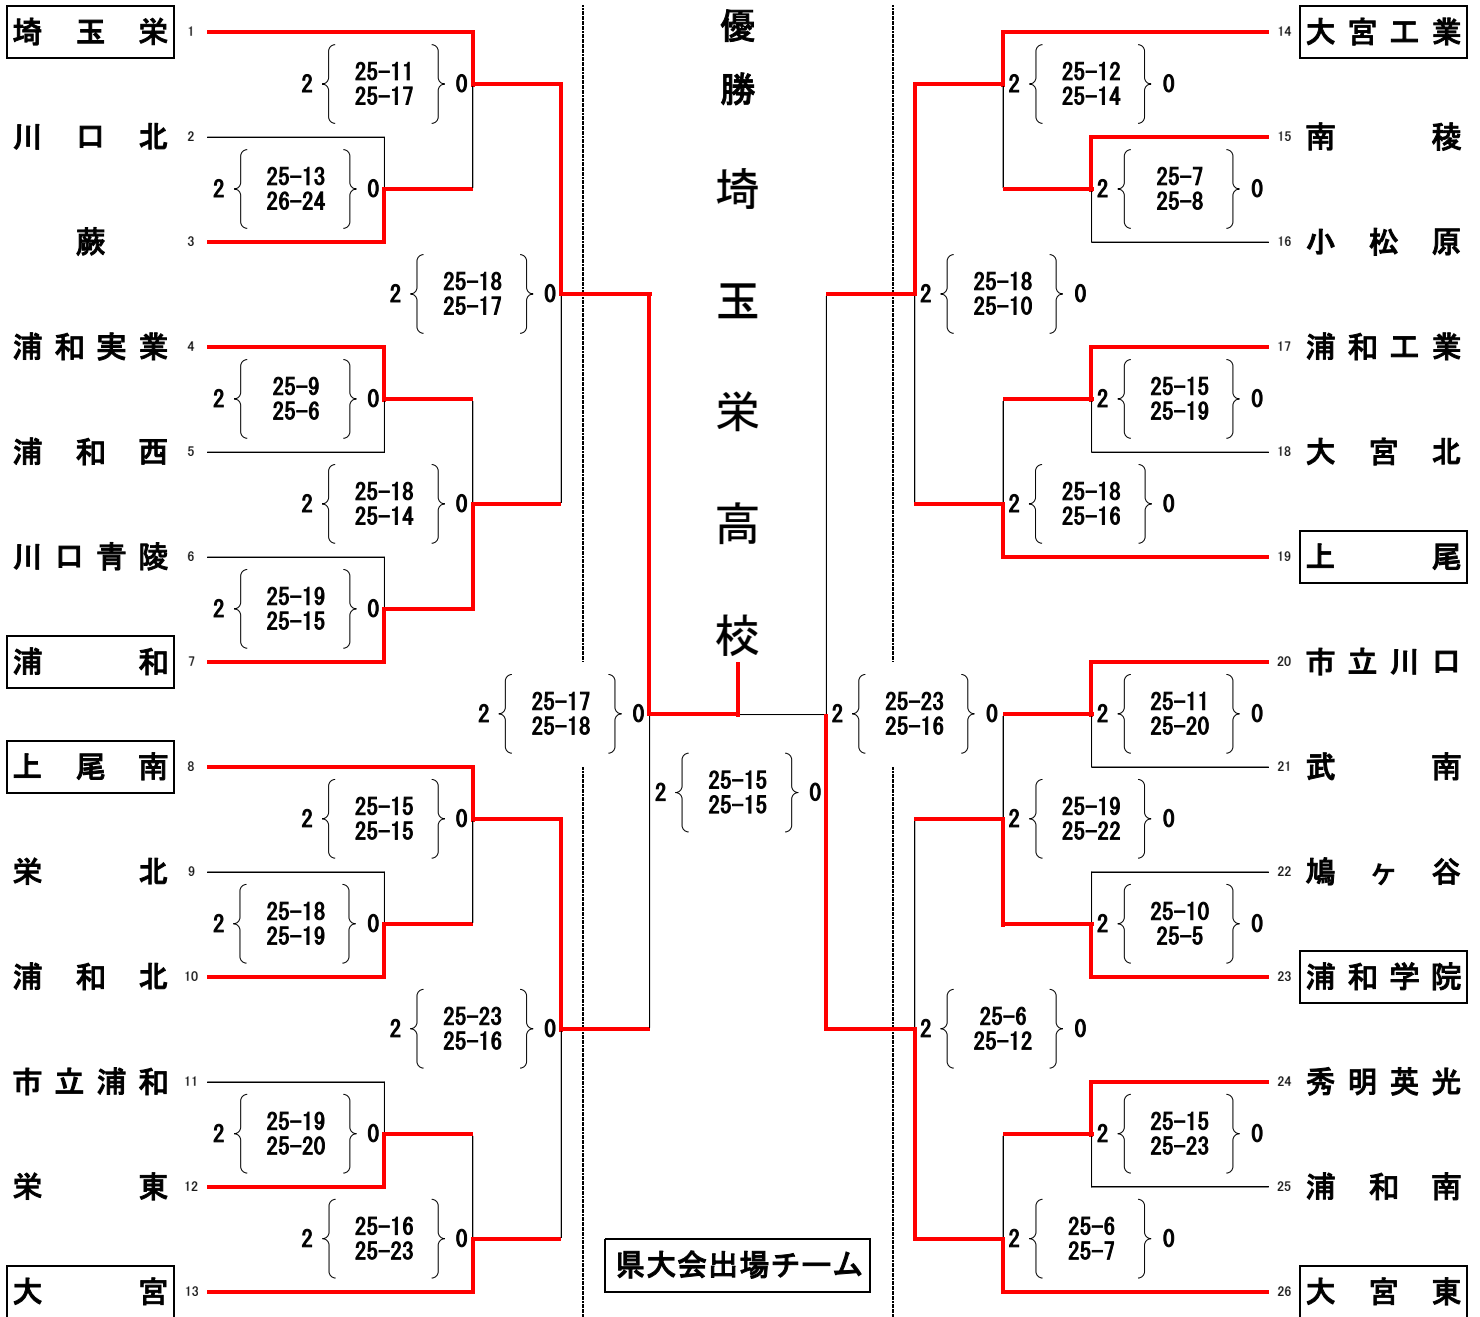 優勝 埼玉栄高校
埼玉栄 1
2 25-11 0
25-17
川口北 2
2 25-13 0
26-24
蕨 3
2 25-18 0
25-17
浦和実業 4
2 25-9 0
25-6
浦和西 5
2 25-18 0
25-14
川口青陵 6
2 25-19 0
25-15
浦和 7
2 25-17 0
25-18
上尾南 8
2 25-15 0
25-15
栄北 9
2 25-18 0
25-19
浦和北 10
2 25-23 0
25-16
市立浦和 11
2 25-19 0
25-20
栄東 12
2 25-16 0
25-23
大宮 13
2 25-15 0
25-15
14 大宮工業
2 25-12 0
25-14
15 南稜
2 25-7 0
25-8
16 小松原
2 25-18 0
25-10
17 浦和工業
2 25-15 0
25-19
18 大宮北
2 25-18 0
25-16
19 上尾
20 市立川口
2 25-23 0
25-16
2 25-11 0
25-20
21 武南
2 25-19 0
25-22
22 鳩ヶ谷
2 25-10 0
25-5
23 浦和学院
2 25-6 0
25-12
24 秀明英光
2 25-15 0
25-23
25 浦和南
2 25-6 0
25-7
26 大宮東
県大会出場チーム